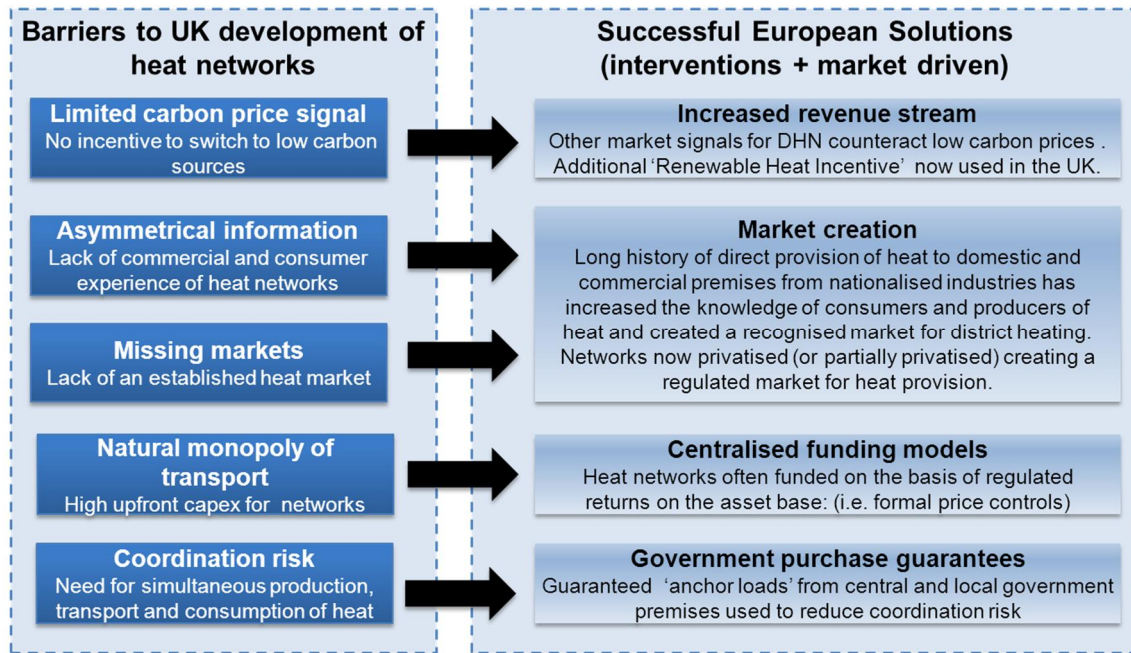 Barriers to UK development of
heat networks
Limited carbon price signal
No incentive to switch to low carbon
sources
Asymmetrical information
Lack of commercial and consumer
experience of heat networks
Missing markets
Lack of an established heat market
Natural monopoly of
transport
High upfront capex for networks
Coordination risk
Need for simultaneous production,
transport and consumption of heat
Successful European Solutions
(interventions + market driven)
Increased revenue stream
Other market signals for DHN counteract low carbon prices .
Additional ‘Renewable Heat Incentive’ now used in the UK.
Market creation
Long history of direct provision of heat to domestic and
commercial premises from nationalised industries has
increased the knowledge of consumers and producers of
heat and created a recognised market for district heating.
Networks now privatised (or partially privatised) creating a
regulated market for heat provision.
Centralised funding models
Heat networks often funded on the basis of regulated
returns on the asset base: (i.e. formal price controls)
Government purchase guarantees
Guaranteed ‘anchor loads’ from central and local government
premises used to reduce coordination risk